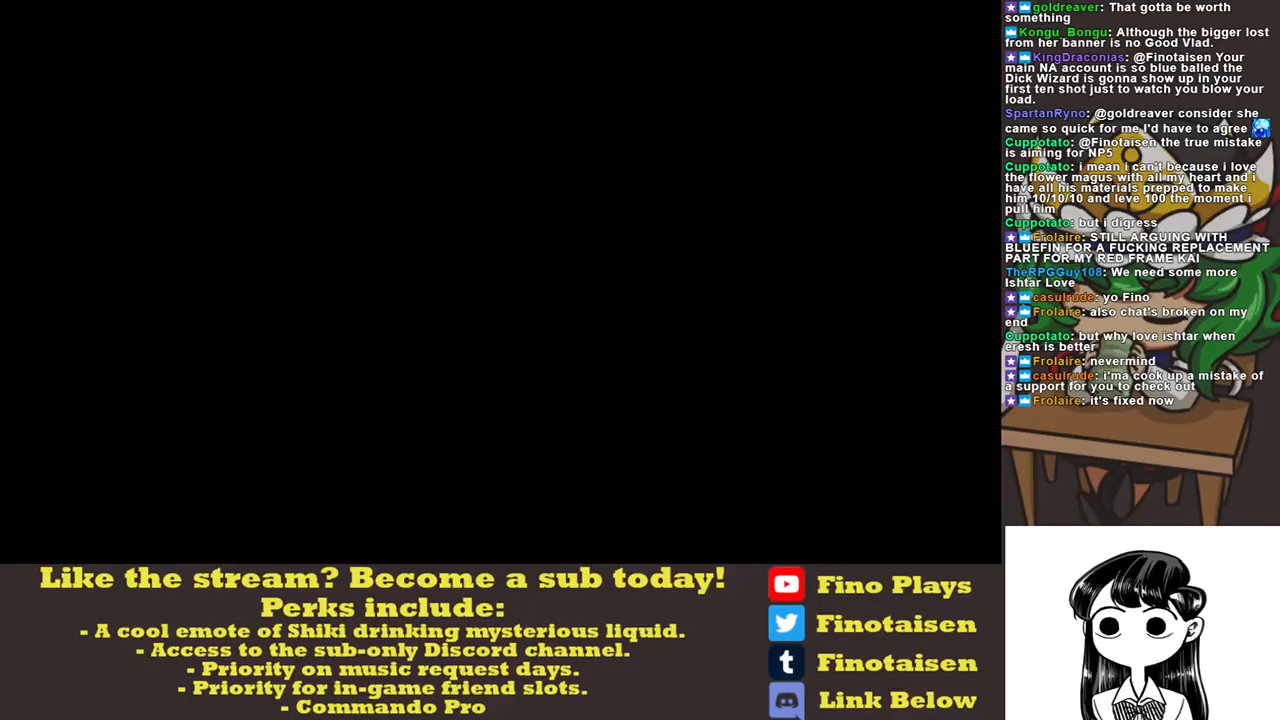 goldreaver: That gotta be worth
something
Kongu_Bongu: Although the bigger lost
from her banner is no Good Vlad.
KingDraconias: @Finotaisen Your
main NA account is so blue balled the
Dick Wizard is gonna show up in your
first ten shot just to watch you blow your
load.
SpartanRyno: @goldreaver consider she
came so quick for me I'd have to agree
Cuppotato: @Finotaisen the true mistake
is aiming for NP5
Cuppotato: i mean i can't because i love
the flower magus with all my heart and i
have all his materials prepped to make
him 10/10/10 and leve 100 the moment i
pull him
Cuppotato: but i digress
Frolaire: STILL ARGUING WITH
BLUEFIN FOR A FUCKING REPLACEMENT
PART FOR MY RED FRAME KAI
TheRPGGuy108: We need some more
Ishtar Love
casulrude: yo Fino
Frolaire: also chat's broken on my
end
Cuppotato: but why love ishtar when
eresh is better
Frolaire: nevermind
casulrude: i'ma cook up a mistake of
a support for you to check out
Frolaire: it's fixed now
Like the stream? Become a sub today!
Perks include:
- A cool emote of Shiki drinking mysterious liquid.
- Access to the sub-only Discord channel.
- Priority on music request days.
- Priority for in-game friend slots.
- Commando Pro
Fino Plays
Finotaisen
Finotaisen
Link Below